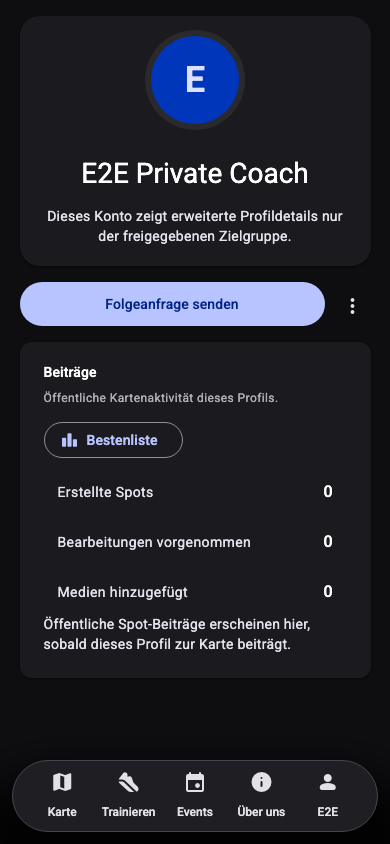 E
E2E Private Coach
Dieses Konto zeigt erweiterte Profildetails nur
der freigegebenen Zielgruppe.
Folgeanfrage senden
Beiträge
Öffentliche Kartenaktivität dieses Profils.
Bestenliste
Erstellte Spots 0
Bearbeitungen vorgenommen 0
Medien hinzugefügt 0
Öffentliche Spot-Beiträge erscheinen hier,
sobald dieses Profil zur Karte beiträgt.
Karte Trainieren Events Über uns E2E